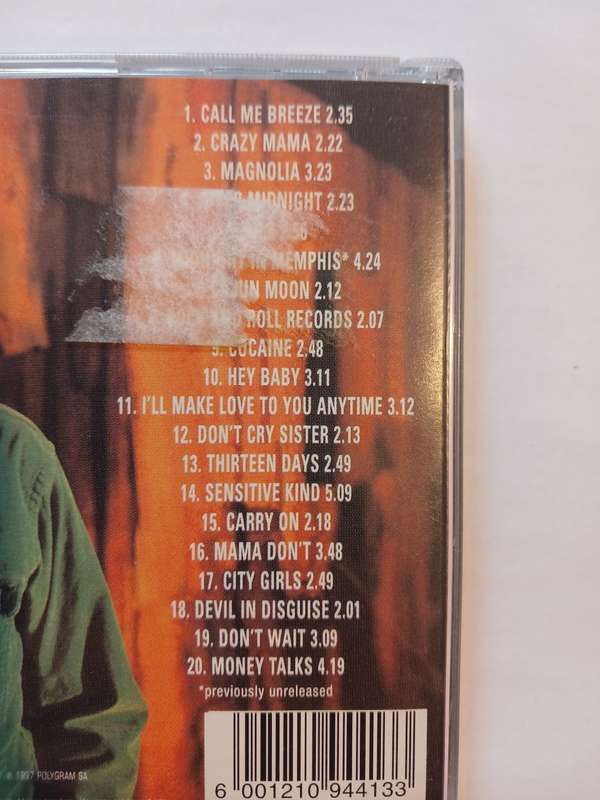 1. CALL ME BREEZE 2.35
2. CRAZY MAMA 2.22
3. MAGNOLIA 3.23
MIDNIGHT 2.23
IN MEMPHIS* 4.24
MOON 2.12
ROLL RECORDS 2.07
9. COCAINE 2.48
10. HEY BABY 3.11
11. I'LL MAKE LOVE TO YOU ANYTIME 3.12
12. DON'T CRY SISTER 2.13
13. THIRTEEN DAYS 2.49
14. SENSITIVE KIND 5.09
15. CARRY ON 2.18
16. MAMA DON'T 3.48
17. CITY GIRLS 2.49
18. DEVIL IN DISGUISE 2.01
19. DON'T WAIT 3.09
20. MONEY TALKS 4.19
*previously unreleased
℗ 1997 POLYGRAM SA
6 001210 944133